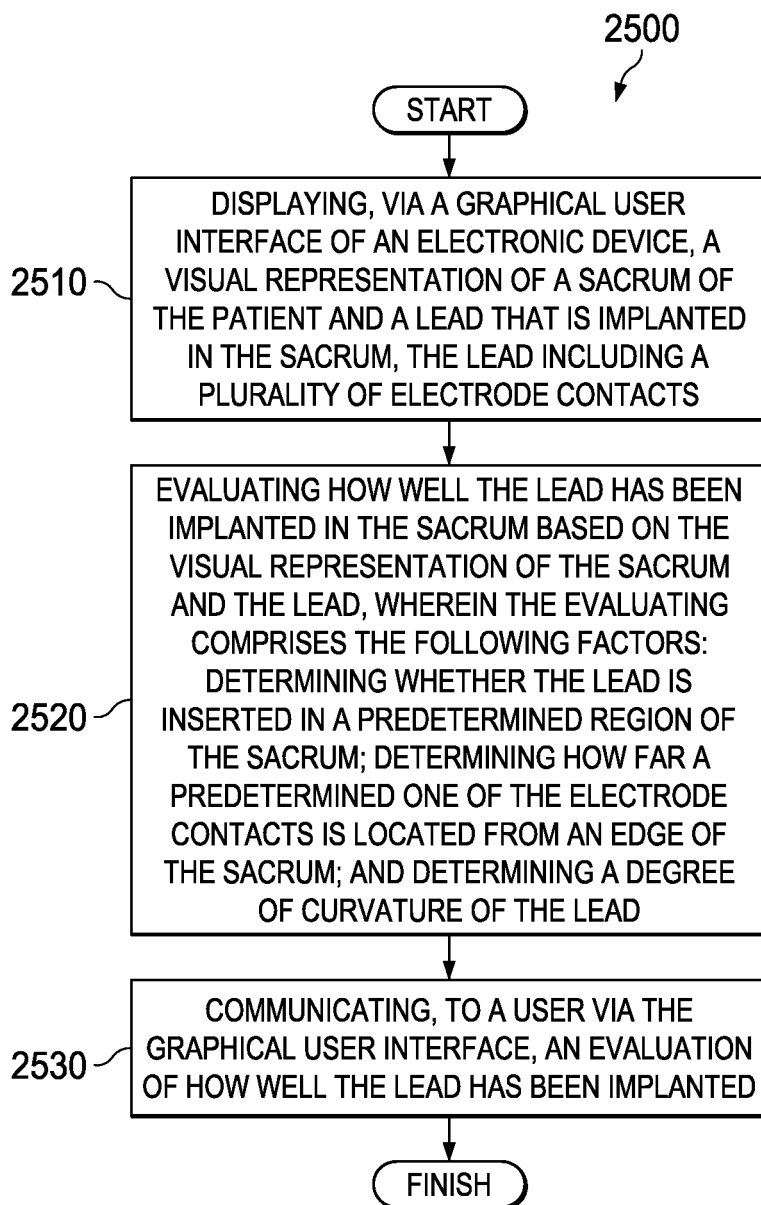 2500
START
2510
DISPLAYING, VIA A GRAPHICAL USER
INTERFACE OF AN ELECTRONIC DEVICE, A
VISUAL REPRESENTATION OF A SACRUM OF
THE PATIENT AND A LEAD THAT IS IMPLANTED
IN THE SACRUM, THE LEAD INCLUDING A
PLURALITY OF ELECTRODE CONTACTS
2520
EVALUATING HOW WELL THE LEAD HAS BEEN
IMPLANTED IN THE SACRUM BASED ON THE
VISUAL REPRESENTATION OF THE SACRUM
AND THE LEAD, WHEREIN THE EVALUATING
COMPRISES THE FOLLOWING FACTORS:
DETERMINING WHETHER THE LEAD IS
INSERTED IN A PREDETERMINED REGION OF
THE SACRUM; DETERMINING HOW FAR A
PREDETERMINED ONE OF THE ELECTRODE
CONTACTS IS LOCATED FROM AN EDGE OF
THE SACRUM; AND DETERMINING A DEGREE
OF CURVATURE OF THE LEAD
2530
COMMUNICATING, TO A USER VIA THE
GRAPHICAL USER INTERFACE, AN EVALUATION
OF HOW WELL THE LEAD HAS BEEN IMPLANTED
FINISH